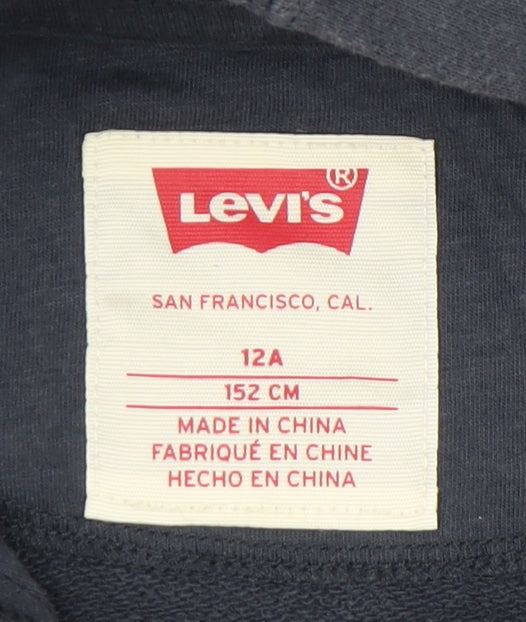 Levi's®
SAN FRANCISCO, CAL.
12A
152 CM
MADE IN CHINA
FABRIQUÉ EN CHINE
HECHO EN CHINA